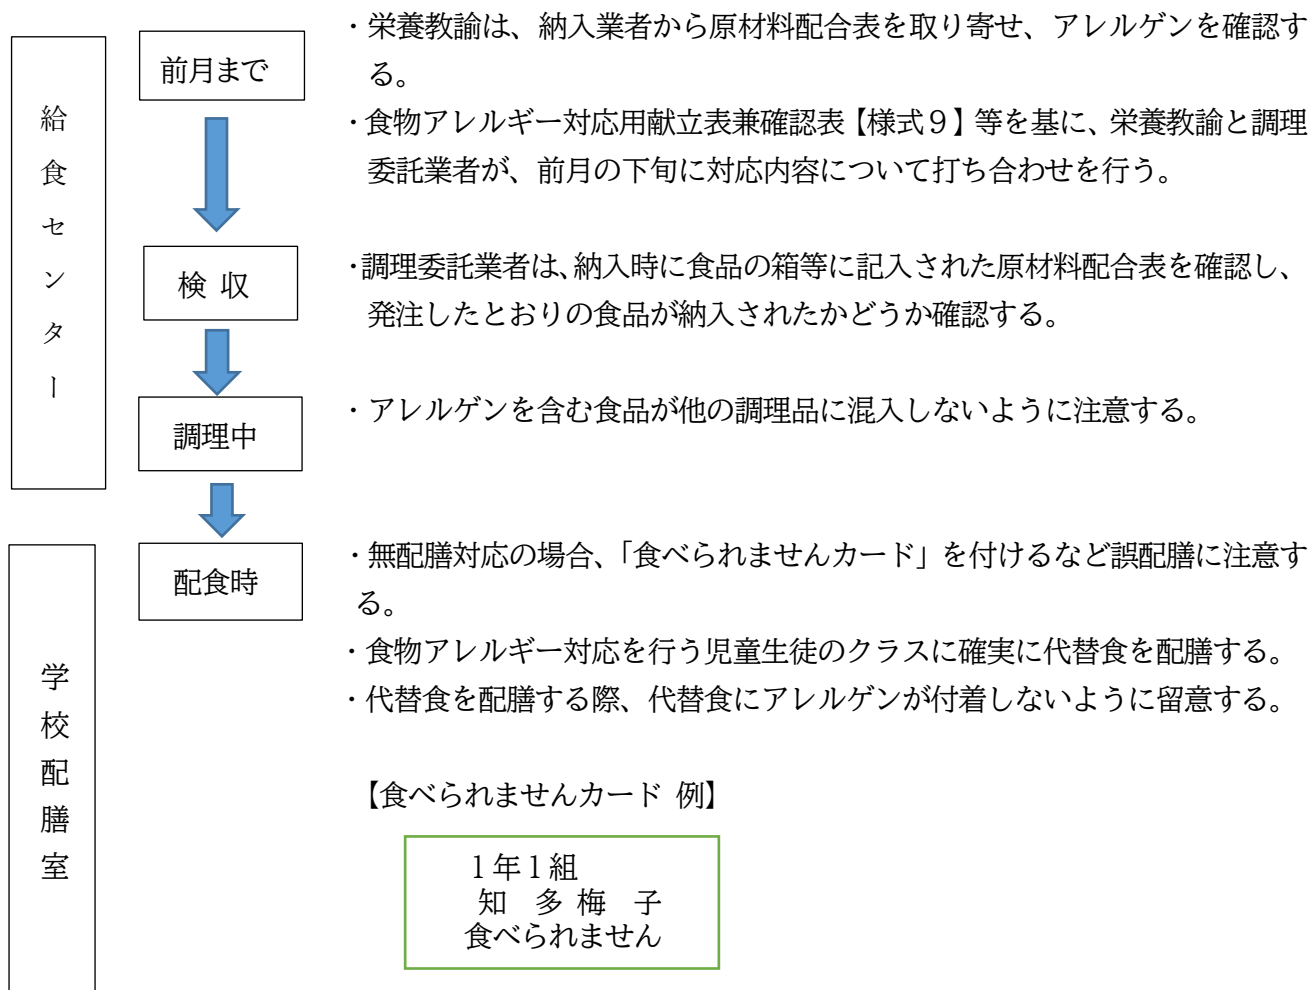 給食センター
前月まで
・栄養教諭は、納入業者から原材料配合表を取り寄せ、アレルゲンを確認す
る。
・食物アレルギー対応用献立表兼確認表【様式９】等を基に、栄養教諭と調理
委託業者が、前月の下旬に対応内容について打ち合わせを行う。
検 収
・調理委託業者は、納入時に食品の箱等に記入された原材料配合表を確認し、
発注したとおりの食品が納入されたかどうか確認する。
調理中
・アレルゲンを含む食品が他の調理品に混入しないように注意する。
学校配膳室
配食時
・無配膳対応の場合、「食べられませんカード」を付けるなど誤配膳に注意す
る。
・食物アレルギー対応を行う児童生徒のクラスに確実に代替食を配膳する。
・代替食を配膳する際、代替食にアレルゲンが付着しないように留意する。
【食べられませんカード 例】
１年１組
知 多 梅 子
食べられません